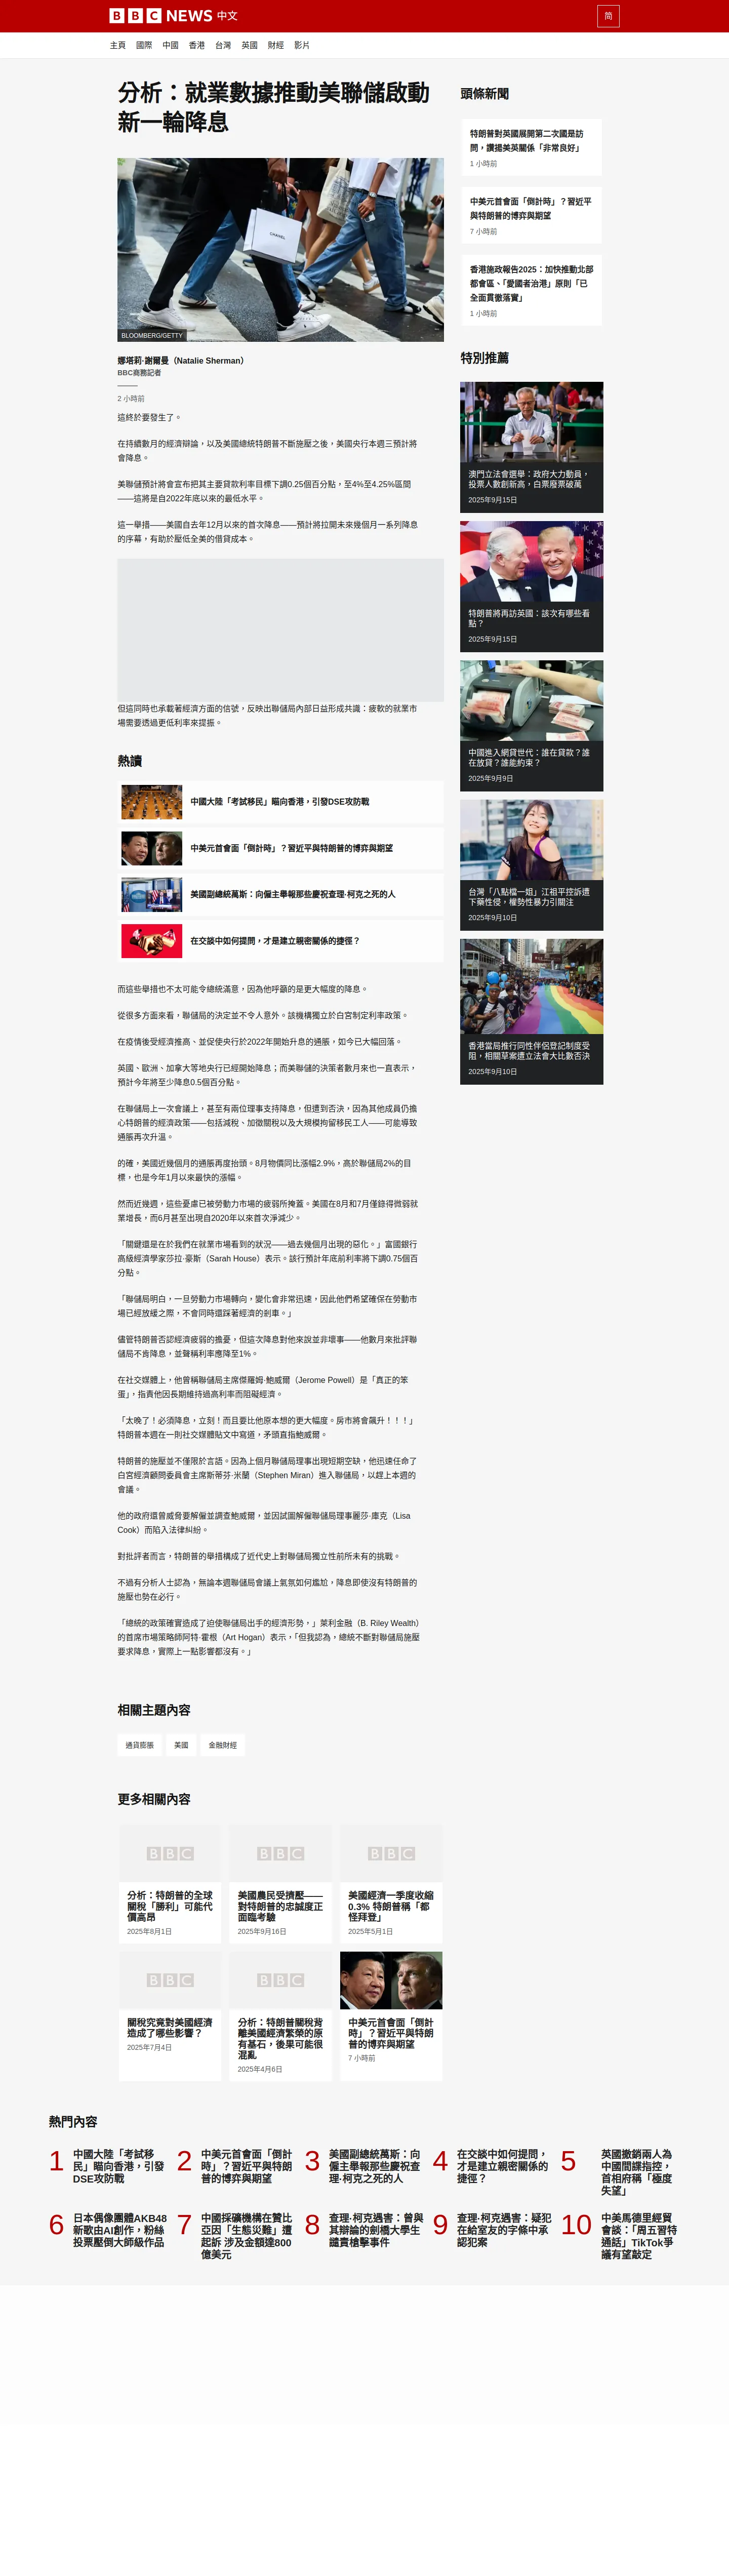 BBC NEWS 中文
简
主頁 國際 中國 香港 台灣 英國 財經 影片
分析：就業數據推動美聯儲啟動
新一輪降息
BLOOMBERG/GETTY
娜塔莉·謝爾曼（Natalie Sherman）
BBC商務記者
2 小時前
這終於要發生了。
在持續數月的經濟辯論，以及美國總統特朗普不斷施壓之後，美國央行本週三預計將
會降息。
美聯儲預計將會宣布把其主要貸款利率目標下調0.25個百分點，至4%至4.25%區間
——這將是自2022年底以來的最低水平。
這一舉措——美國自去年12月以來的首次降息——預計將拉開未來幾個月一系列降息
的序幕，有助於壓低全美的借貸成本。
但這同時也承載著經濟方面的信號，反映出聯儲局內部日益形成共識：疲軟的就業市
場需要透過更低利率來提振。
熱讀
中國大陸「考試移民」瞄向香港，引發DSE攻防戰
中美元首會面「倒計時」？習近平與特朗普的博弈與期望
美國副總統萬斯：向僱主舉報那些慶祝查理·柯克之死的人
在交談中如何提問，才是建立親密關係的捷徑？
而這些舉措也不太可能令總統滿意，因為他呼籲的是更大幅度的降息。
從很多方面來看，聯儲局的決定並不令人意外。該機構獨立於白宮制定利率政策。
在疫情後受經濟推高、並促使央行於2022年開始升息的通脹，如今已大幅回落。
英國、歐洲、加拿大等地央行已經開始降息；而美聯儲的決策者數月來也一直表示，
預計今年將至少降息0.5個百分點。
在聯儲局上一次會議上，甚至有兩位理事支持降息，但遭到否決，因為其他成員仍擔
心特朗普的經濟政策——包括減稅、加徵關稅以及大規模拘留移民工人——可能導致
通脹再次升溫。
的確，美國近幾個月的通脹再度抬頭。8月物價同比漲幅2.9%，高於聯儲局2%的目
標，也是今年1月以來最快的漲幅。
然而近幾週，這些憂慮已被勞動力市場的疲弱所掩蓋。美國在8月和7月僅錄得微弱就
業增長，而6月甚至出現自2020年以來首次淨減少。
「關鍵還是在於我們在就業市場看到的狀況——過去幾個月出現的惡化。」富國銀行
高級經濟學家莎拉·豪斯（Sarah House）表示。該行預計年底前利率將下調0.75個百
分點。
「聯儲局明白，一旦勞動力市場轉向，變化會非常迅速，因此他們希望確保在勞動市
場已經放緩之際，不會同時還踩著經濟的剎車。」
儘管特朗普否認經濟疲弱的擔憂，但這次降息對他來說並非壞事——他數月來批評聯
儲局不肯降息，並聲稱利率應降至1%。
在社交媒體上，他曾稱聯儲局主席傑羅姆·鮑威爾（Jerome Powell）是「真正的笨
蛋」，指責他因長期維持過高利率而阻礙經濟。
「太晚了！必須降息，立刻！而且要比他原本想的更大幅度。房市將會飆升！！！」
特朗普本週在一則社交媒體貼文中寫道，矛頭直指鮑威爾。
特朗普的施壓並不僅限於言語。因為上個月聯儲局理事出現短期空缺，他迅速任命了
白宮經濟顧問委員會主席斯蒂芬·米蘭（Stephen Miran）進入聯儲局，以趕上本週的
會議。
他的政府還曾威脅要解僱並調查鮑威爾，並因試圖解僱聯儲局理事麗莎·庫克（Lisa
Cook）而陷入法律糾紛。
對批評者而言，特朗普的舉措構成了近代史上對聯儲局獨立性前所未有的挑戰。
不過有分析人士認為，無論本週聯儲局會議上氣氛如何尷尬，降息即使沒有特朗普的
施壓也勢在必行。
「總統的政策確實造成了迫使聯儲局出手的經濟形勢，」萊利金融（B. Riley Wealth）
的首席市場策略師阿特·霍根（Art Hogan）表示，「但我認為，總統不斷對聯儲局施壓
要求降息，實際上一點影響都沒有。」
相關主題內容
通貨膨脹 美國 金融財經
更多相關內容
分析：特朗普的全球
關稅「勝利」可能代
價高昂
2025年8月1日
美國農民受擠壓——
對特朗普的忠誠度正
面臨考驗
2025年9月16日
美國經濟一季度收縮
0.3% 特朗普稱「都
怪拜登」
2025年5月1日
關稅究竟對美國經濟
造成了哪些影響？
2025年7月4日
分析：特朗普關稅背
離美國經濟繁榮的原
有基石，後果可能很
混亂
2025年4月6日
中美元首會面「倒計
時」？習近平與特朗
普的博弈與期望
7 小時前
頭條新聞
特朗普對英國展開第二次國是訪
問，讚揚美英關係「非常良好」
1 小時前
中美元首會面「倒計時」？習近平
與特朗普的博弈與期望
7 小時前
香港施政報告2025：加快推動北部
都會區、「愛國者治港」原則「已
全面貫徹落實」
1 小時前
特別推薦
澳門立法會選舉：政府大力動員，
投票人數創新高，白票廢票破萬
2025年9月15日
特朗普將再訪英國：該次有哪些看
點？
2025年9月15日
中國進入網貸世代：誰在貸款？誰
在放貸？誰能約束？
2025年9月9日
台灣「八點檔一姐」江祖平控訴遭
下藥性侵，權勢性暴力引關注
2025年9月10日
香港當局推行同性伴侶登記制度受
阻，相關草案遭立法會大比數否決
2025年9月10日
熱門內容
1 中國大陸「考試移
民」瞄向香港，引發
DSE攻防戰
2 中美元首會面「倒計
時」？習近平與特朗
普的博弈與期望
3 美國副總統萬斯：向
僱主舉報那些慶祝查
理·柯克之死的人
4 在交談中如何提問，
才是建立親密關係的
捷徑？
5 英國撤銷兩人為
中國間諜指控，
首相府稱「極度
失望」
6 日本偶像團體AKB48
新歌由AI創作，粉絲
投票壓倒大師級作品
7 中國採礦機構在贊比
亞因「生態災難」遭
起訴 涉及金額達800
億美元
8 查理·柯克遇害：曾與
其辯論的劍橋大學生
譴責槍擊事件
9 查理·柯克遇害：疑犯
在給室友的字條中承
認犯案
10 中美馬德里經貿
會談：「周五習特
通話」TikTok爭
議有望敲定